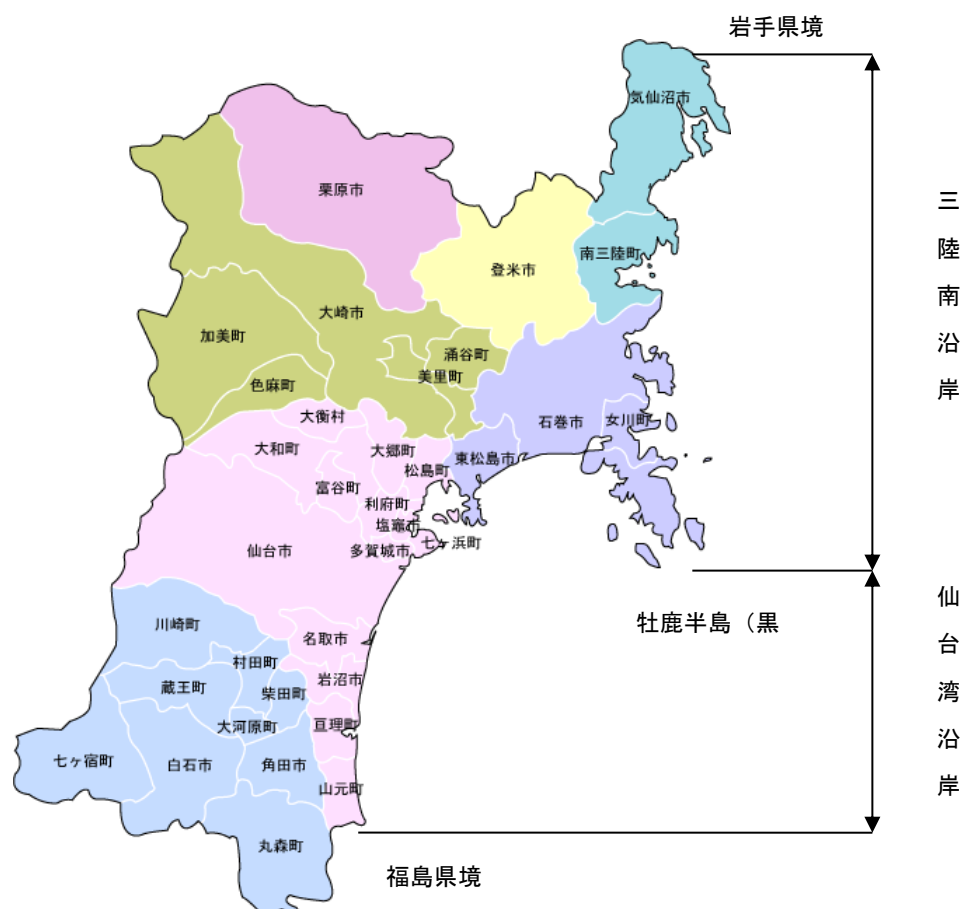 岩手県境
気仙沼市
栗原市
三陸南沿岸
南三陸町
登米市
大崎市
加美町
涌谷町
美里町
色麻町
大衡村
石巻市
女川町
大和町
大郷町
東松島市
松島町
富谷町
利府町
塩竈市
七ヶ浜町
仙台市
多賀城市
仙台湾沿岸
牡鹿半島（黒
川崎町
名取市
村田町
岩沼市
蔵王町
柴田町
大河原町
亘理町
七ヶ宿町
白石市
角田市
山元町
丸森町
福島県境